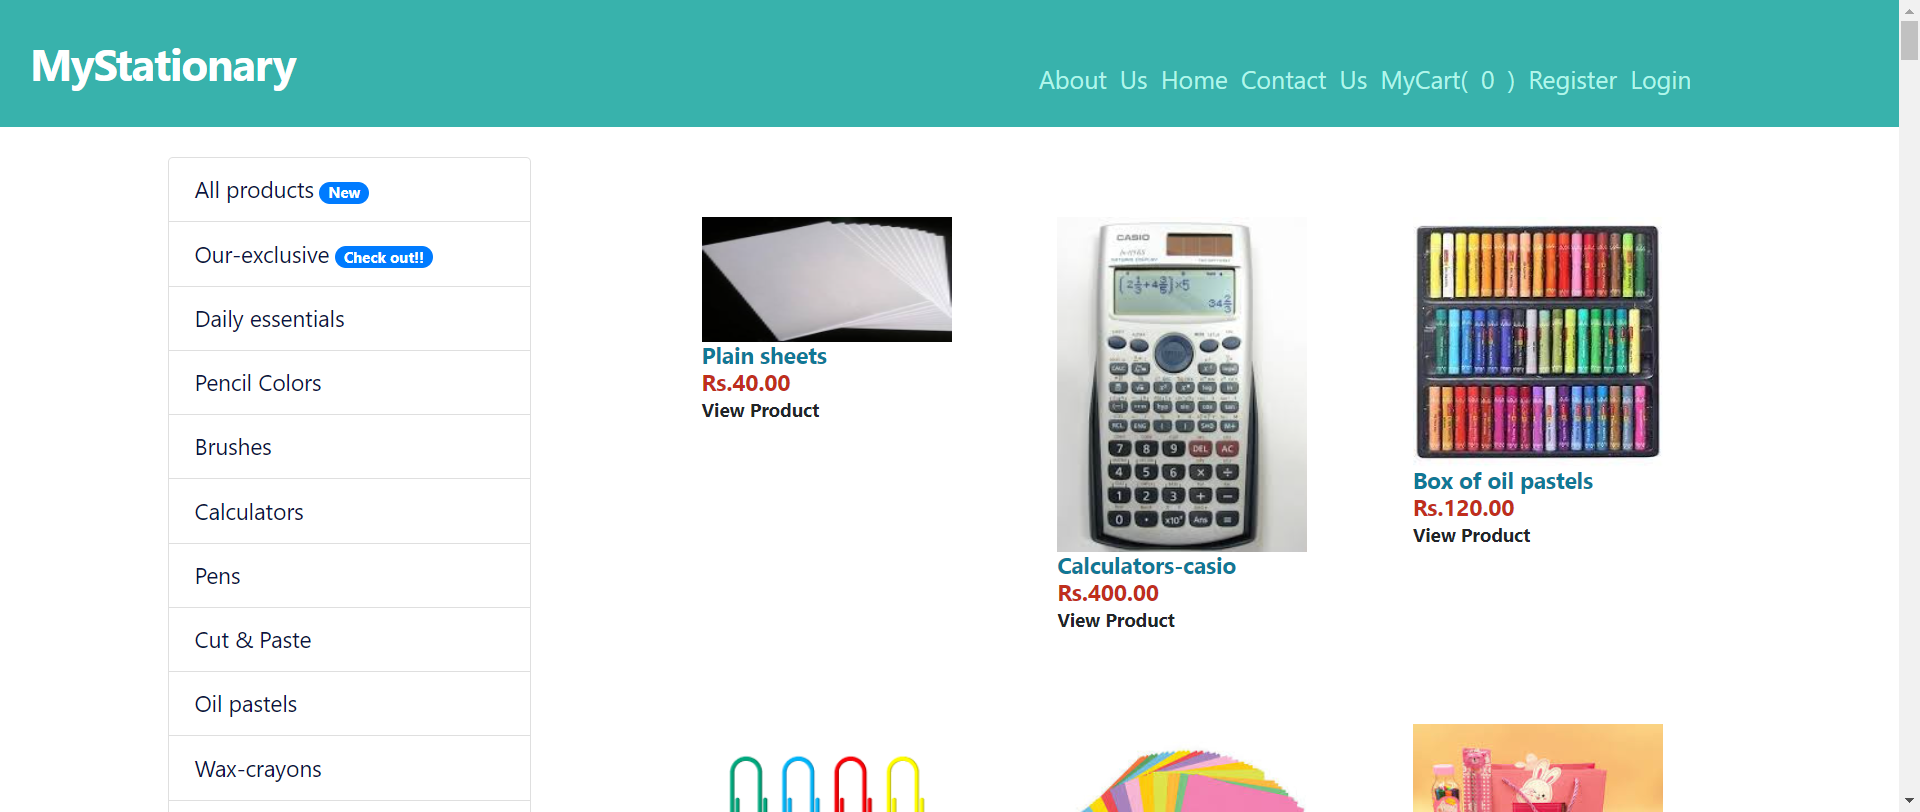 MyStationary
About Us Home Contact Us MyCart( 0 ) Register Login
All products New
Our-exclusive Check out!!
Daily essentials
Pencil Colors
Brushes
Calculators
Pens
Cut & Paste
Oil pastels
Wax-crayons
Plain sheets
Rs.40.00
View Product
CASIO
Calculators-casio
Rs.400.00
View Product
Box of oil pastels
Rs.120.00
View Product